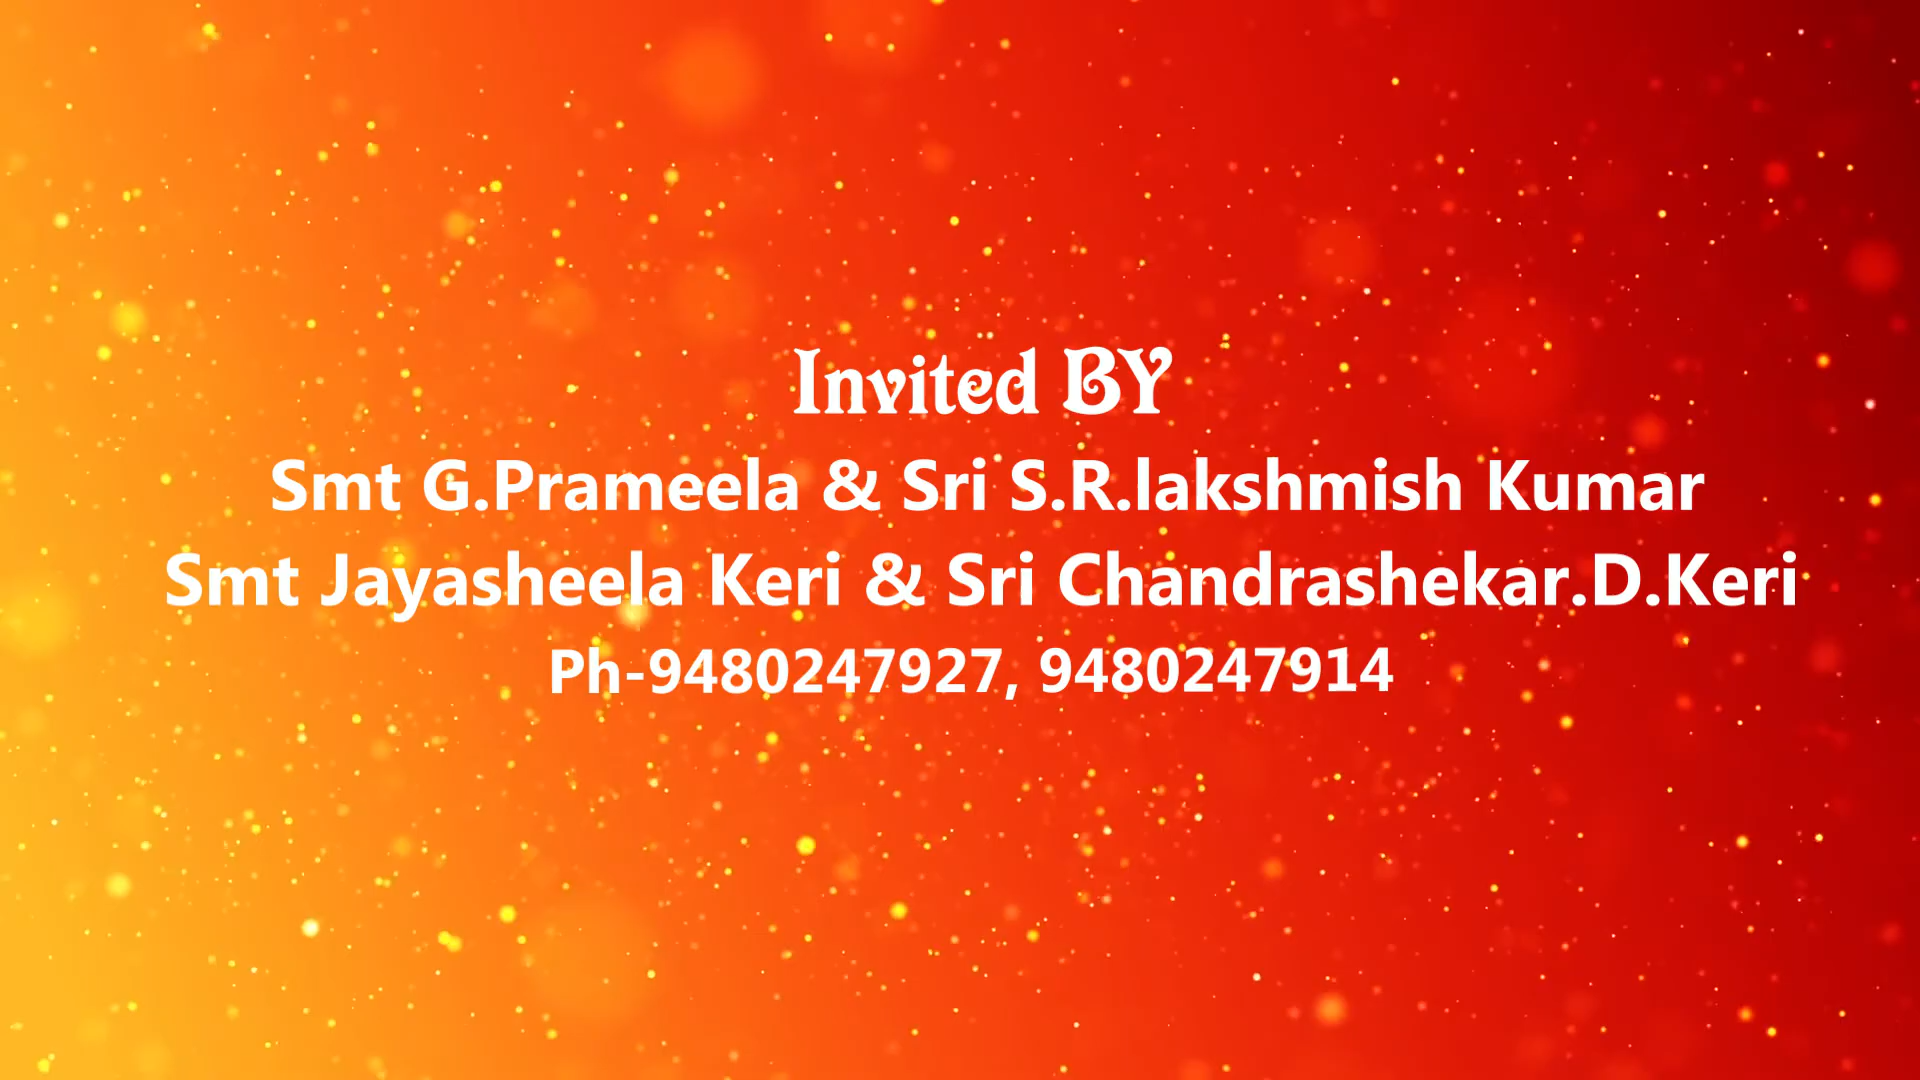 Invited BY
Smt G.Prameela & Sri S.R.lakshmish Kumar
Smt Jayasheela Keri & Sri Chandrashekar.D.Keri
Ph-9480247927, 9480247914